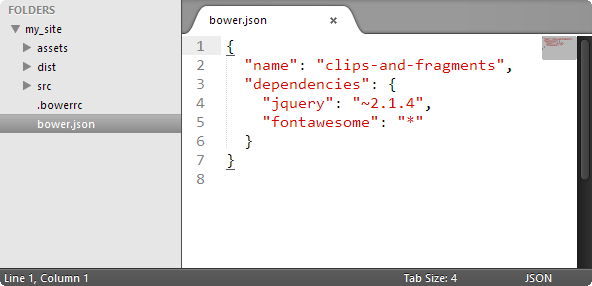 FOLDERS
my_site
assets
dist
src
.bowerrc
bower.json
bower.json ×
1 {
2   "name": "clips-and-fragments",
3   "dependencies": {
4     "jquery": "~2.1.4",
5     "fontawesome": "*"
6   }
7 }
8
Line 1, Column 1 Tab Size: 4 JSON